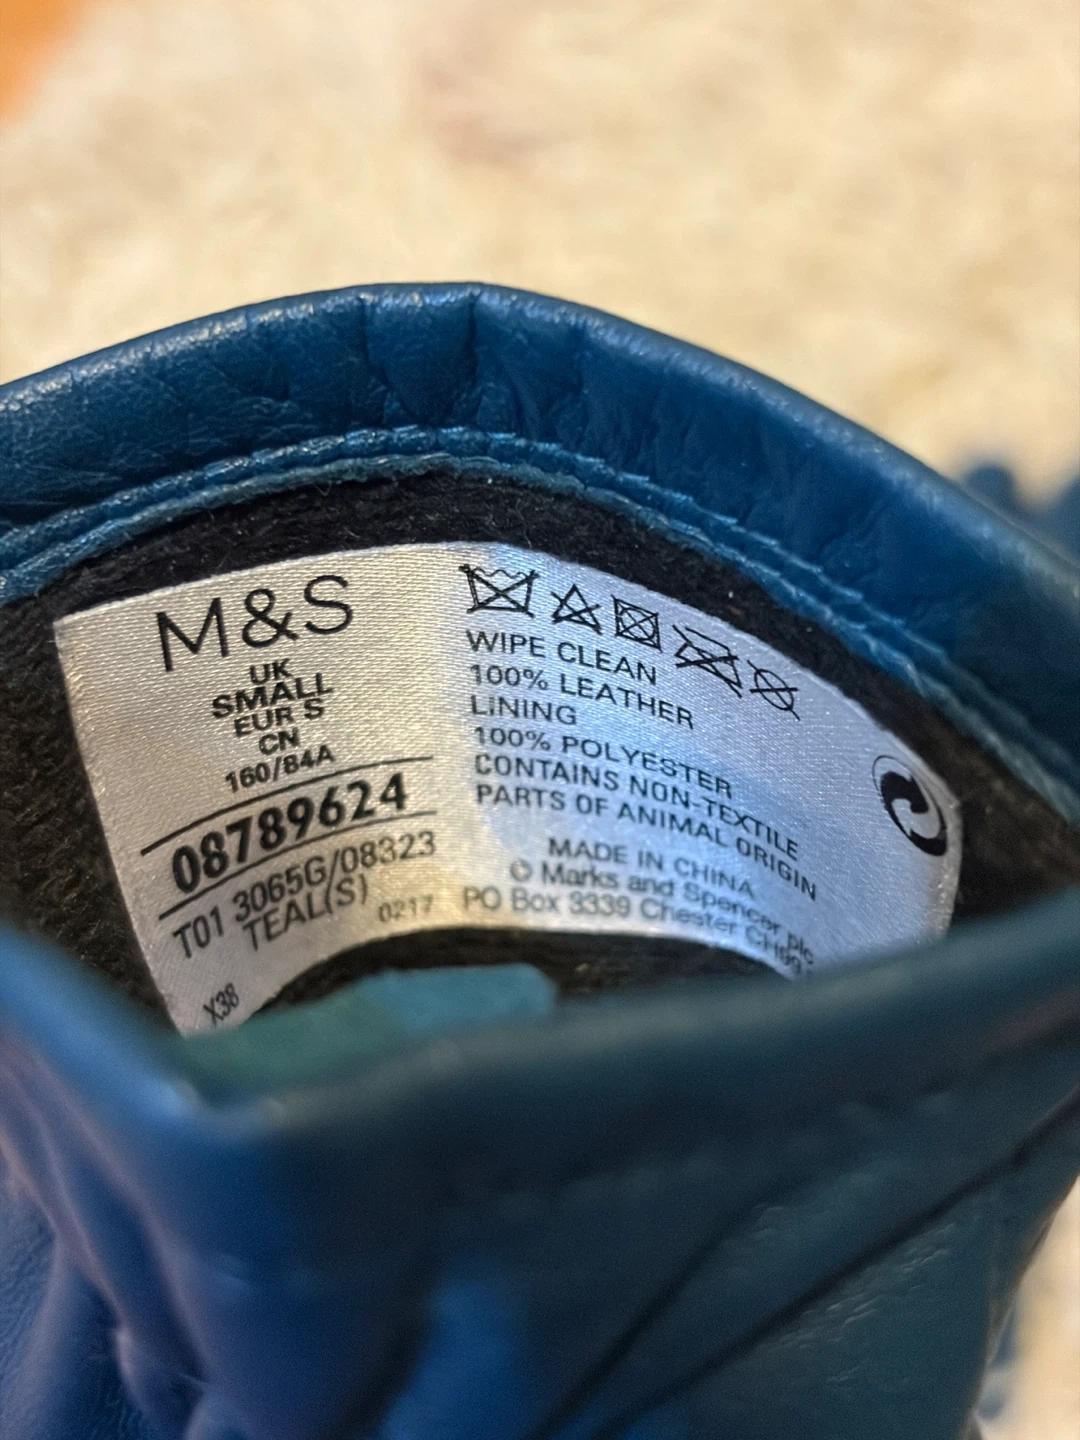 M&S
UK
SMALL
EUR S
CN
160/84A
08789624
T01 3065G/08323
TEAL(S)
0217
X38
WIPE CLEAN
100% LEATHER
LINING
100% POLYESTER
CONTAINS NON-TEXTILE
PARTS OF ANIMAL ORIGIN
MADE IN CHINA
© Marks and Spencer plc
PO Box 3339 Chester CH99